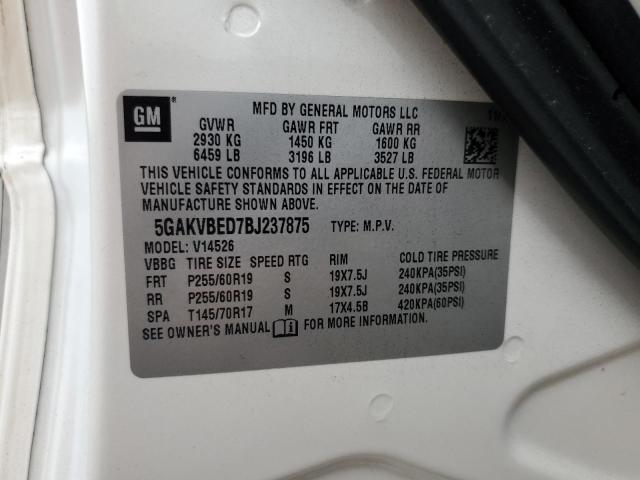 GM
MFD BY GENERAL MOTORS LLC
GVWR GAWR FRT GAWR RR
2930 KG 1450 KG 1600 KG
6459 LB 3196 LB 3527 LB
THIS VEHICLE CONFORMS TO ALL APPLICABLE U.S. FEDERAL MOTOR
VEHICLE SAFETY STANDARDS IN EFFECT ON THE DATE OF
MANUFACTURE SHOWN ABOVE.
5GAKVBED7BJ237875 TYPE: M.P.V.
MODEL: V14526
VBBG TIRE SIZE SPEED RTG RIM COLD TIRE PRESSURE
FRT P255/60R19 S 19X7.5J 240KPA(35PSI)
RR P255/60R19 S 19X7.5J 240KPA(35PSI)
SPA T145/70R17 M 17X4.5B 420KPA(60PSI)
SEE OWNER'S MANUAL FOR MORE INFORMATION.